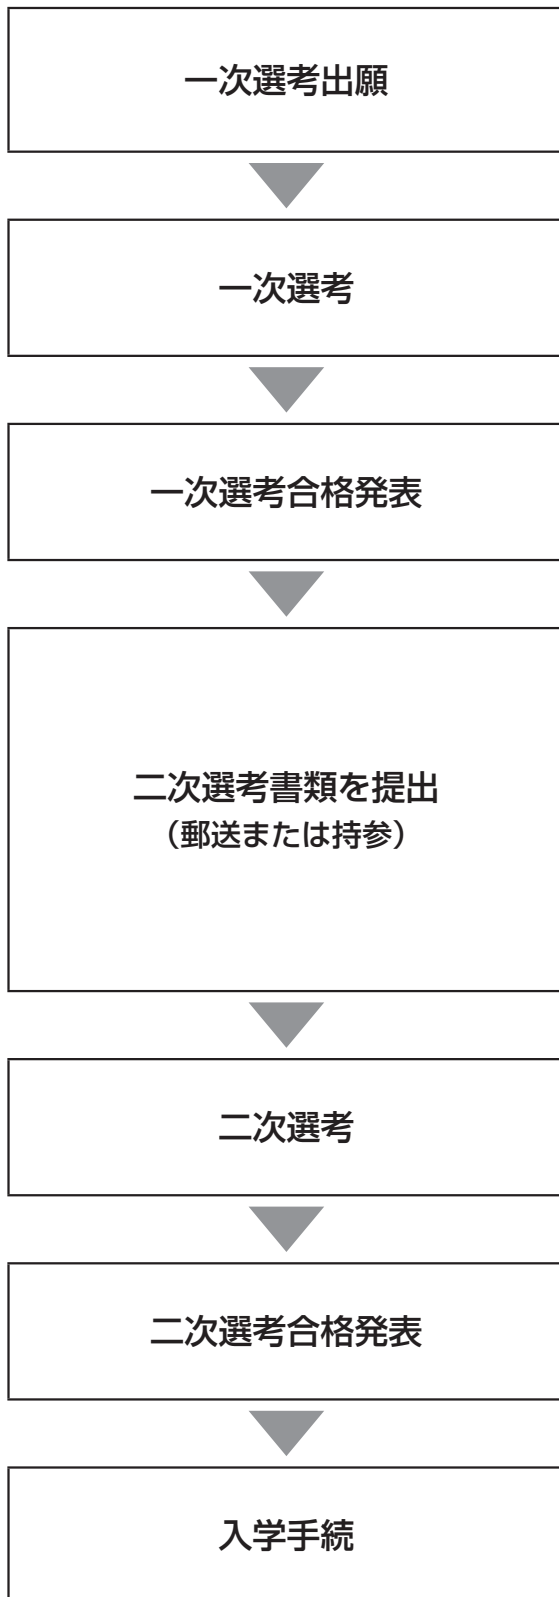 一次選考出願
一次選考
一次選考合格発表
二次選考書類を提出
（郵送または持参）
二次選考
二次選考合格発表
入学手続